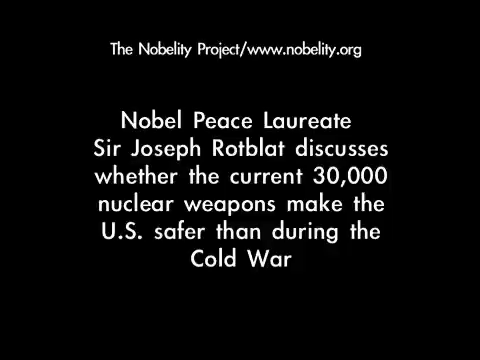 The Nobelity Project/www.nobelity.org
Nobel Peace Laureate
Sir Joseph Rotblat discusses
whether the current 30,000
nuclear weapons make the
U.S. safer than during the
Cold War